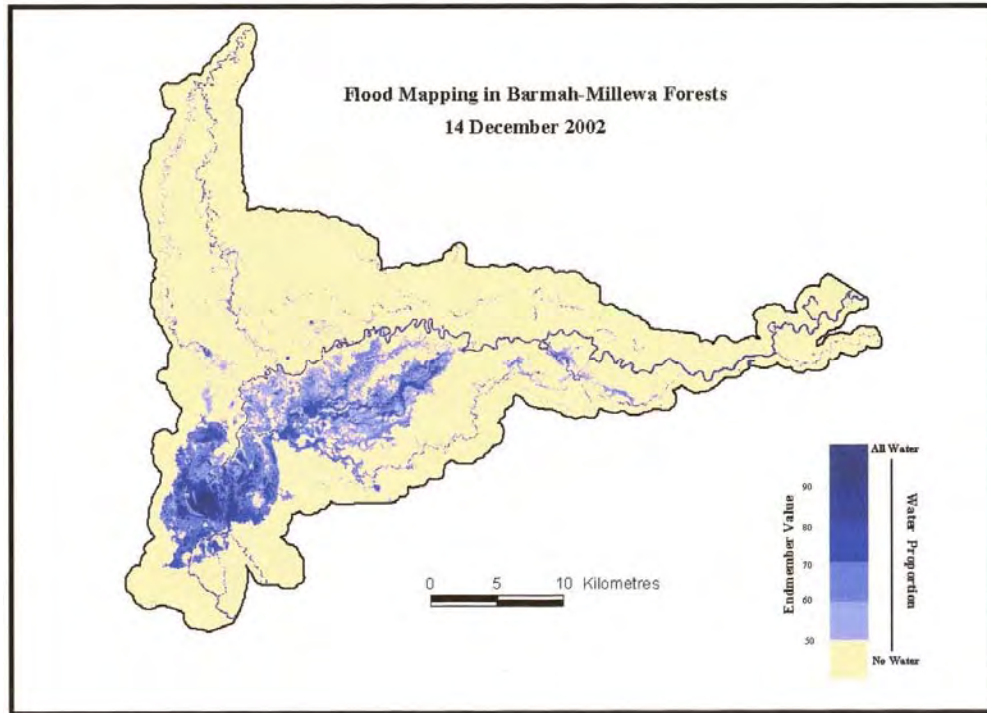 Flood Mapping in Barmah-Millewa Forests
14 December 2002
All Water
90
80
70
60
50
No Water
Endmember Value
Water Proportion
0 5 10 Kilometres